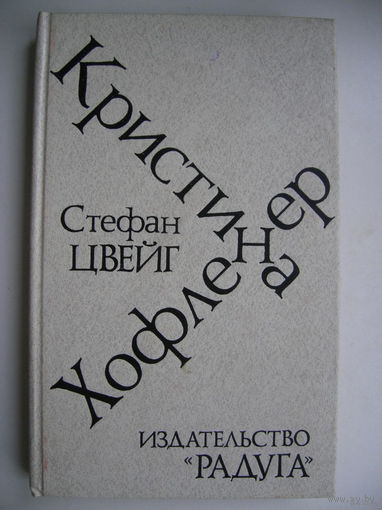 Кристина
Стефан
ЦВЕЙГ
Хофленер
ИЗДАТЕЛЬСТВО
«РАДУГА»